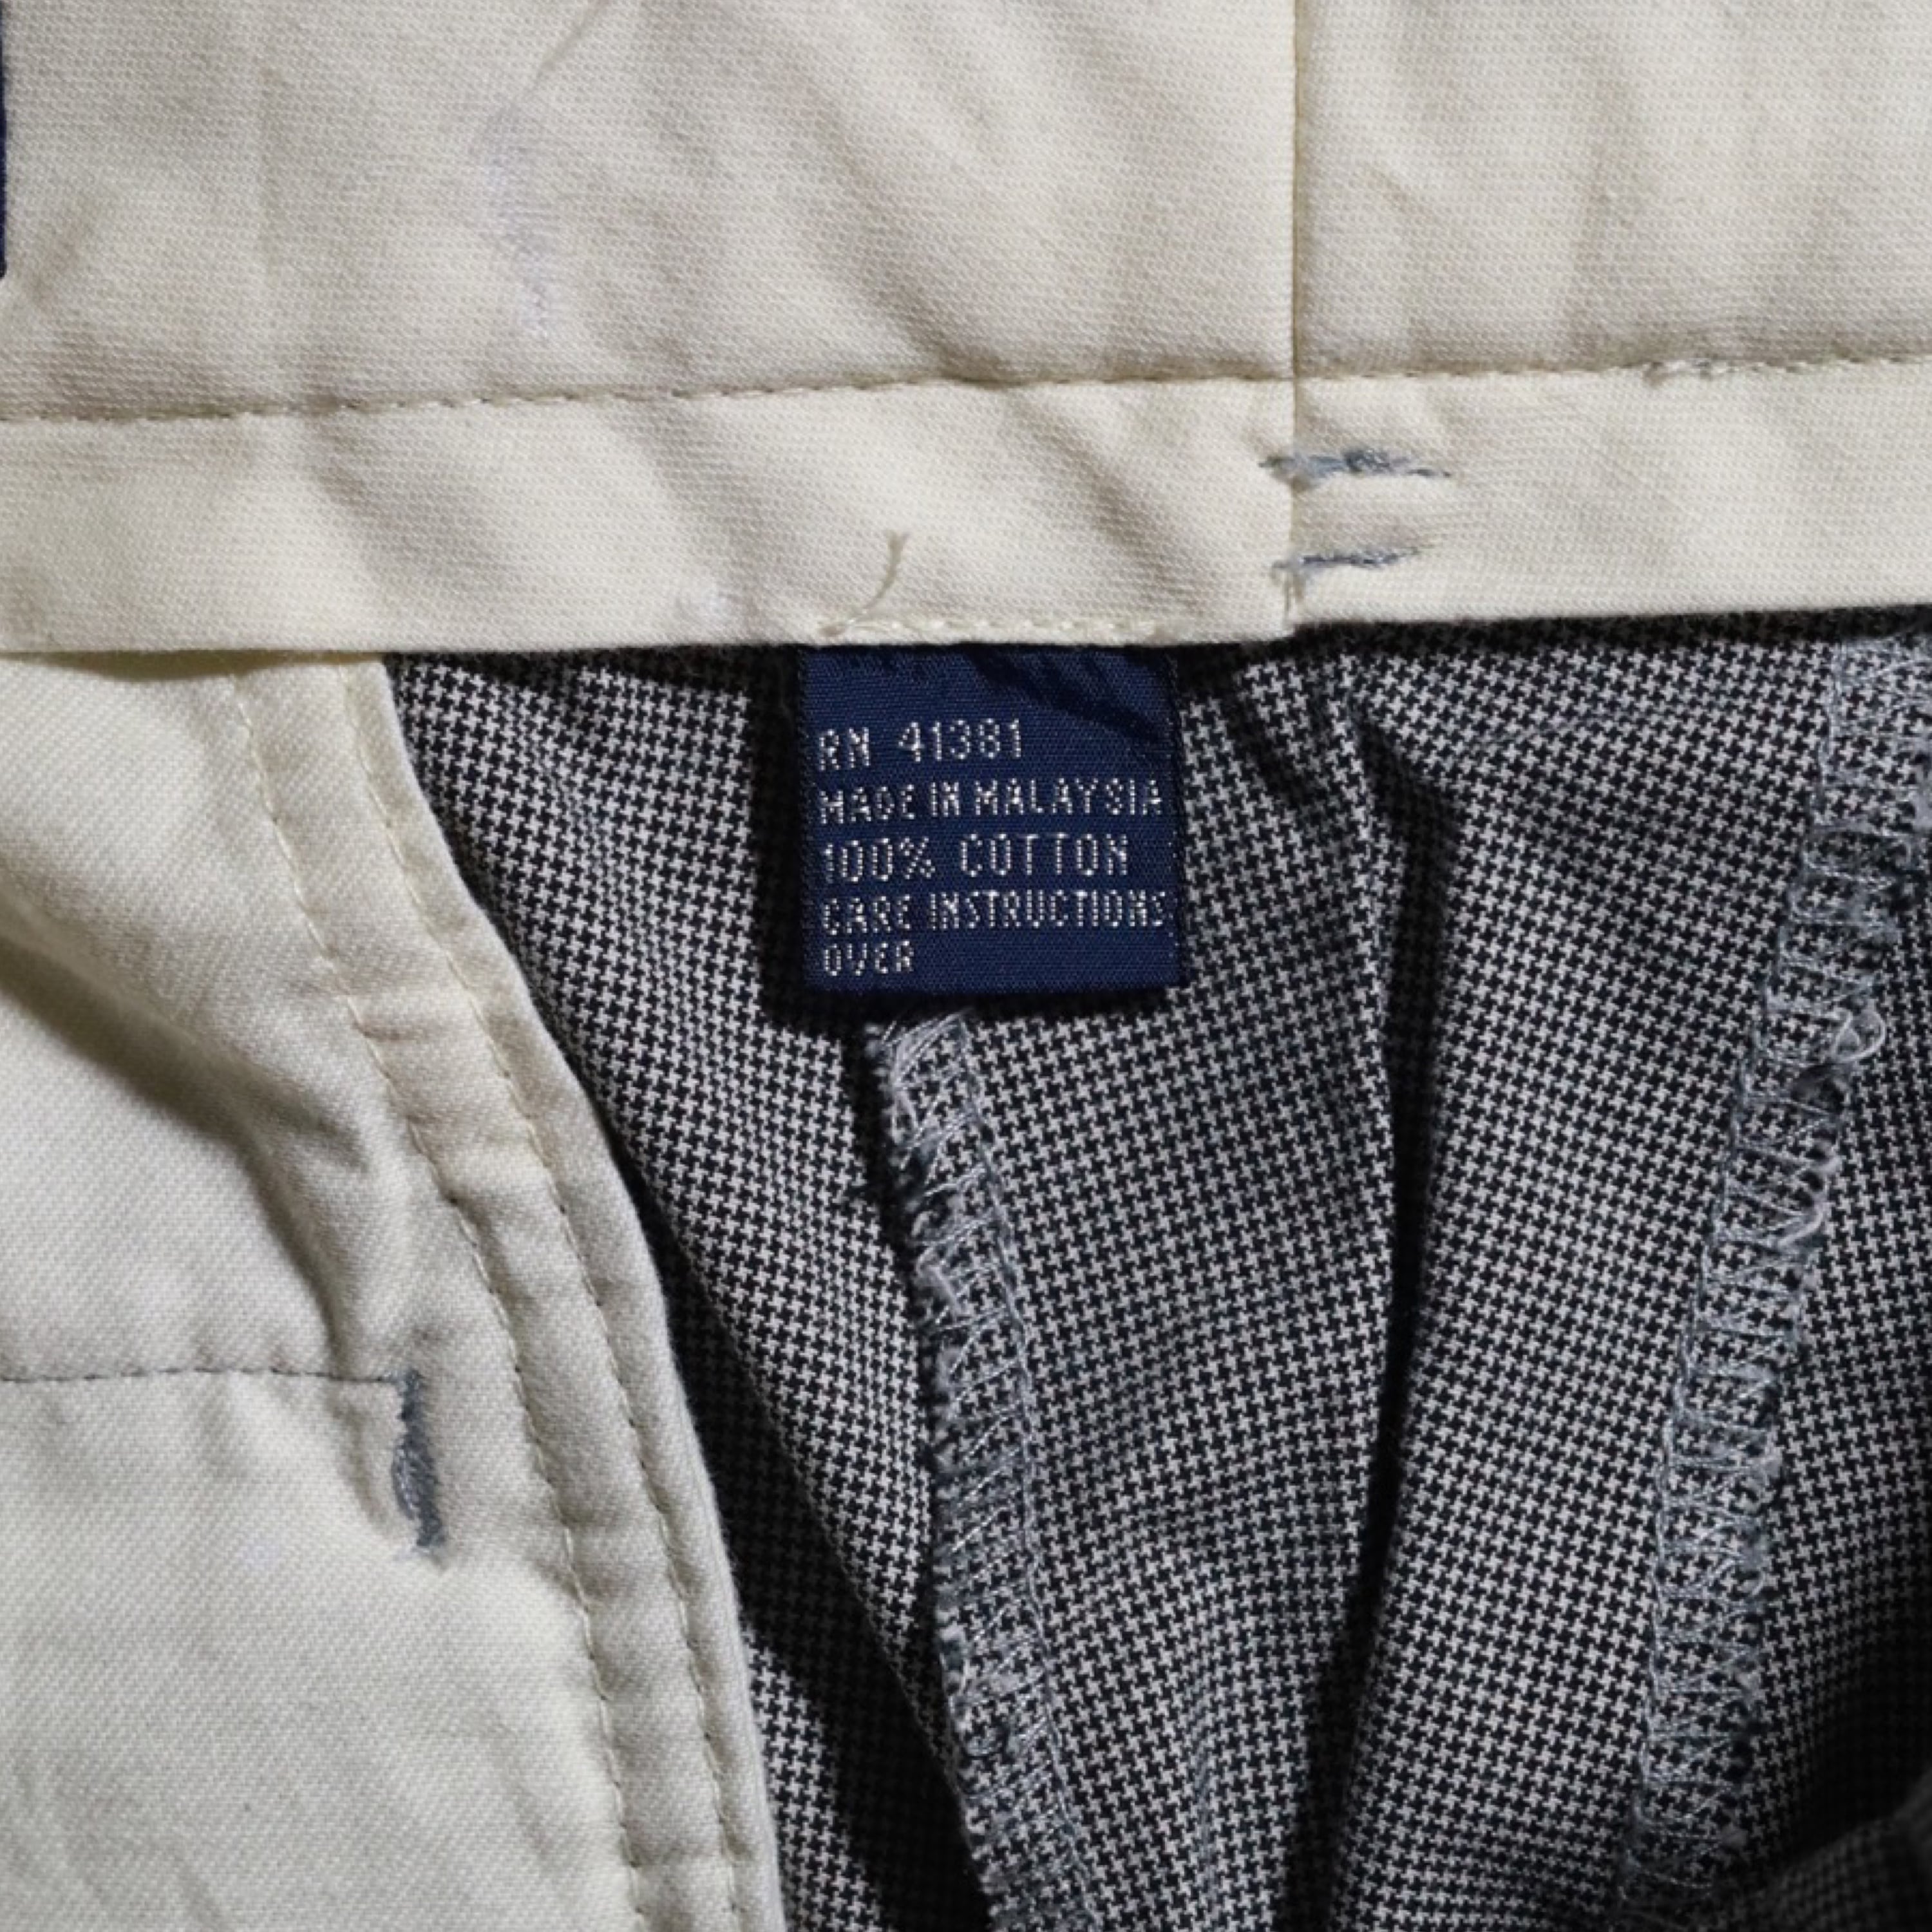 RN 41381
MADE IN MALAYSIA
100% COTTON
CARE INSTRUCTIONS
OVER